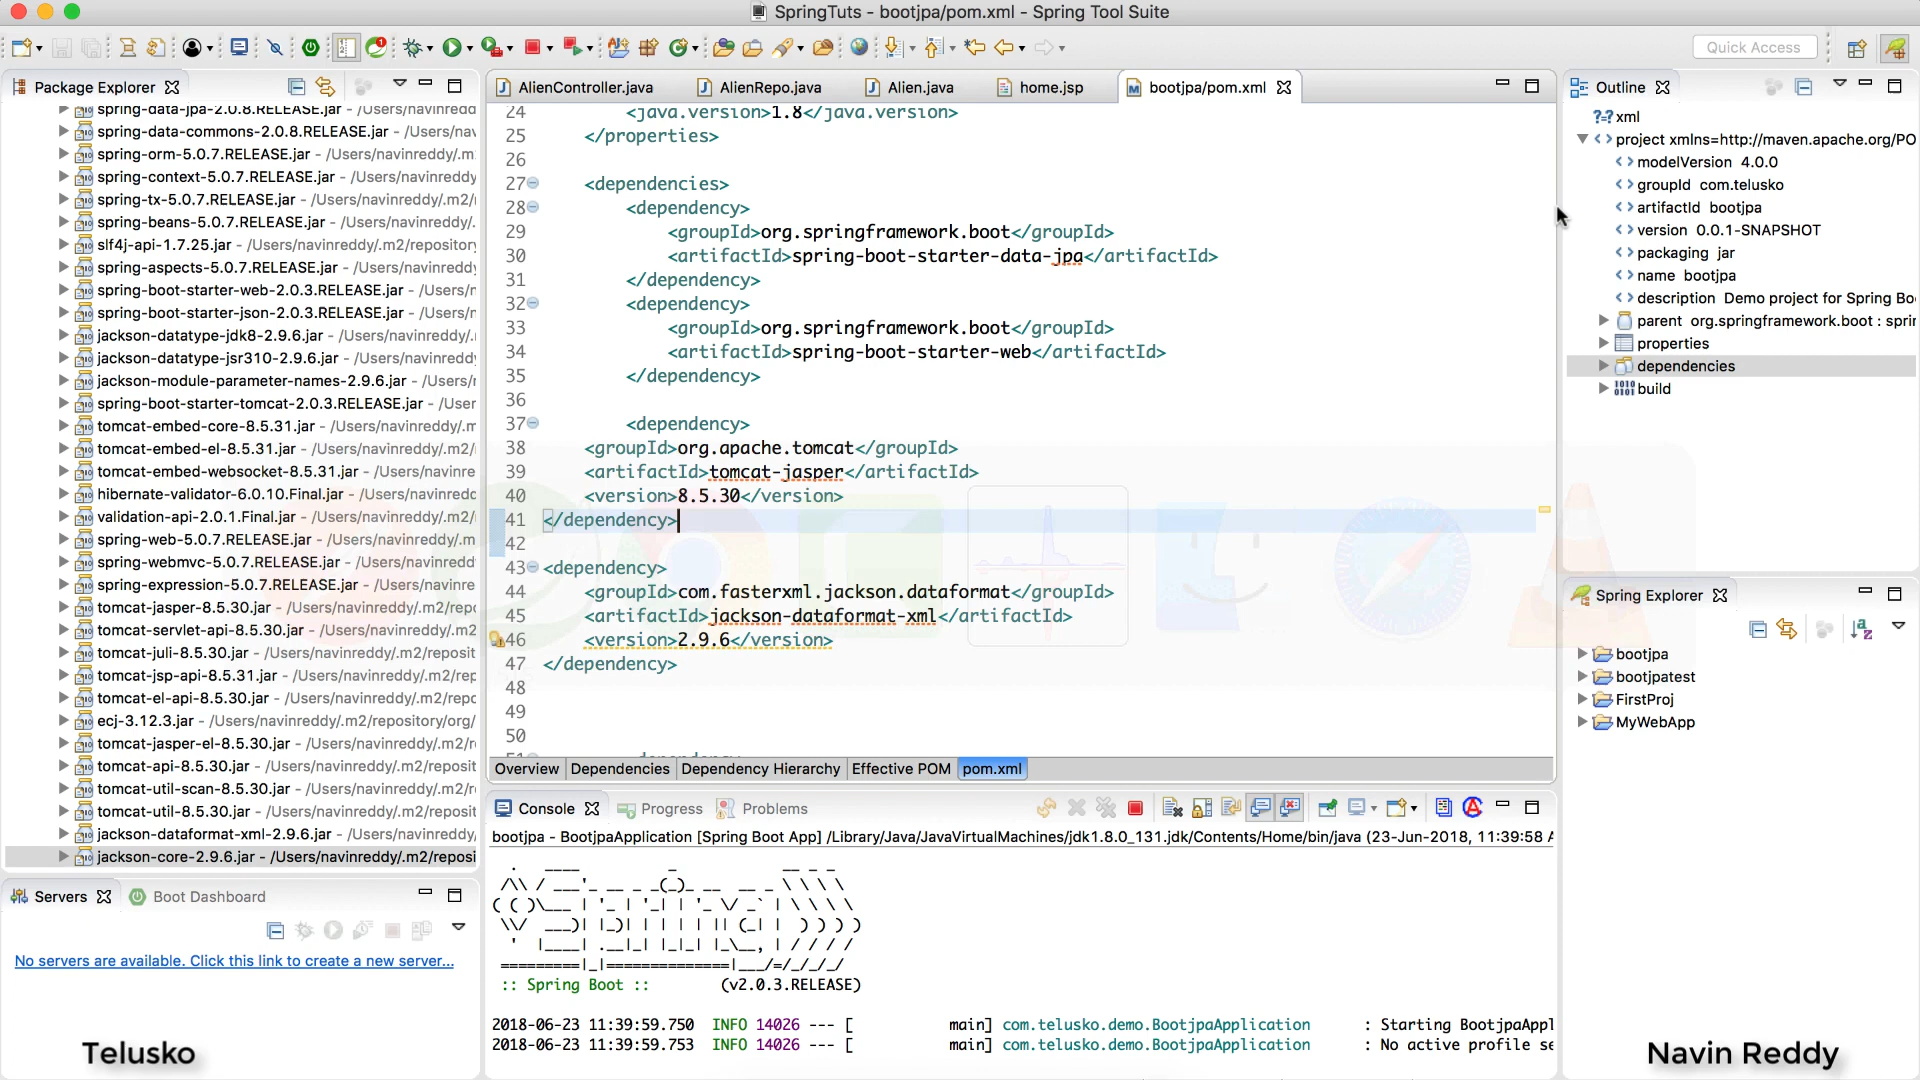 SpringTuts - bootjpa/pom.xml - Spring Tool Suite
Quick Access
Package Explorer
spring-data-jpa-2.0.8.RELEASE.jar - /Users/navinredd
spring-data-commons-2.0.8.RELEASE.jar - /Users/nav
spring-orm-5.0.7.RELEASE.jar - /Users/navinreddy/.m
spring-context-5.0.7.RELEASE.jar - /Users/navinreddy
spring-tx-5.0.7.RELEASE.jar - /Users/navinreddy/.m2/
spring-beans-5.0.7.RELEASE.jar - /Users/navinreddy/.
slf4j-api-1.7.25.jar - /Users/navinreddy/.m2/repository
spring-aspects-5.0.7.RELEASE.jar - /Users/navinreddy
spring-boot-starter-web-2.0.3.RELEASE.jar - /Users/n
spring-boot-starter-json-2.0.3.RELEASE.jar - /Users/n
jackson-datatype-jdk8-2.9.6.jar - /Users/navinreddy/
jackson-datatype-jsr310-2.9.6.jar - /Users/navinreddy
jackson-module-parameter-names-2.9.6.jar - /Users/r
spring-boot-starter-tomcat-2.0.3.RELEASE.jar - /User
tomcat-embed-core-8.5.31.jar - /Users/navinreddy/.m
tomcat-embed-el-8.5.31.jar - /Users/navinreddy/.m2/
tomcat-embed-websocket-8.5.31.jar - /Users/navinre
hibernate-validator-6.0.10.Final.jar - /Users/navinredd
validation-api-2.0.1.Final.jar - /Users/navinreddy/.m2/
spring-web-5.0.7.RELEASE.jar - /Users/navinreddy/.m
spring-webmvc-5.0.7.RELEASE.jar - /Users/navinreddy
spring-expression-5.0.7.RELEASE.jar - /Users/navinre
tomcat-jasper-8.5.30.jar - /Users/navinreddy/.m2/repo
tomcat-servlet-api-8.5.30.jar - /Users/navinreddy/.m2
tomcat-juli-8.5.30.jar - /Users/navinreddy/.m2/reposit
tomcat-jsp-api-8.5.31.jar - /Users/navinreddy/.m2/rep
tomcat-el-api-8.5.30.jar - /Users/navinreddy/.m2/rep
ecj-3.12.3.jar - /Users/navinreddy/.m2/repository/org/
tomcat-jasper-el-8.5.30.jar - /Users/navinreddy/.m2/r
tomcat-api-8.5.30.jar - /Users/navinreddy/.m2/reposit
tomcat-util-scan-8.5.30.jar - /Users/navinreddy/.m2/r
tomcat-util-8.5.30.jar - /Users/navinreddy/.m2/reposi
jackson-dataformat-xml-2.9.6.jar - /Users/navinreddy/
jackson-core-2.9.6.jar - /Users/navinreddy/.m2/reposi
Servers
Boot Dashboard
No servers are available. Click this link to create a new server...
Telusko
AlienController.java
AlienRepo.java
Alien.java
home.jsp
bootjpa/pom.xml
24 <java.version>1.8</java.version>
25 </properties>
26
27 <dependencies>
28 <dependency>
29 <groupId>org.springframework.boot</groupId>
30 <artifactId>spring-boot-starter-data-jpa</artifactId>
31 </dependency>
32 <dependency>
33 <groupId>org.springframework.boot</groupId>
34 <artifactId>spring-boot-starter-web</artifactId>
35 </dependency>
36
37 <dependency>
38 <groupId>org.apache.tomcat</groupId>
39 <artifactId>tomcat-jasper</artifactId>
40 <version>8.5.30</version>
41 </dependency>
42
43 <dependency>
44 <groupId>com.fasterxml.jackson.dataformat</groupId>
45 <artifactId>jackson-dataformat-xml</artifactId>
46 <version>2.9.6</version>
47 </dependency>
48
49
50
Overview Dependencies Dependency Hierarchy Effective POM pom.xml
Console
Progress
Problems
bootjpa - BootjpaApplication [Spring Boot App] /Library/Java/JavaVirtualMachines/jdk1.8.0_131.jdk/Contents/Home/bin/java (23-Jun-2018, 11:39:58 A
:: Spring Boot :: (v2.0.3.RELEASE)
2018-06-23 11:39:59.750 INFO 14026 --- [ main] com.telusko.demo.BootjpaApplication : Starting BootjpaAppl
2018-06-23 11:39:59.753 INFO 14026 --- [ main] com.telusko.demo.BootjpaApplication : No active profile se
Outline
?=? xml
project xmlns=http://maven.apache.org/PO
modelVersion 4.0.0
groupId com.telusko
artifactId bootjpa
version 0.0.1-SNAPSHOT
packaging jar
name bootjpa
description Demo project for Spring Bo
parent org.springframework.boot : sprir
properties
dependencies
build
Spring Explorer
bootjpa
bootjpatest
FirstProj
MyWebApp
Navin Reddy